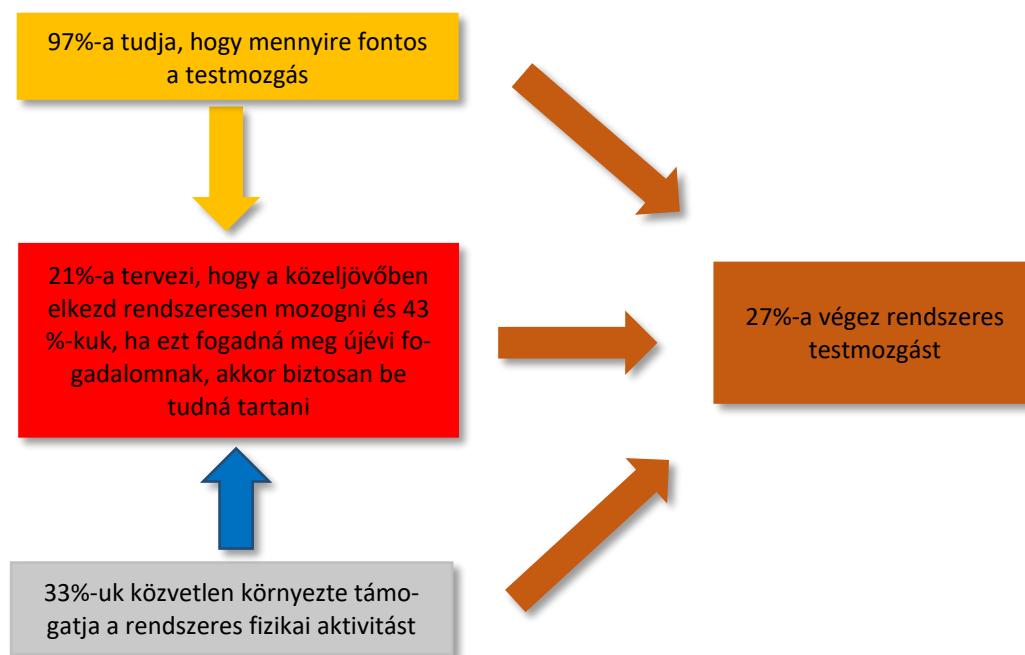 97%-a tudja, hogy mennyire fontos
a testmozgás
21%-a tervezi, hogy a közeljövőben
elkezd rendszeresen mozogni és 43
%-kuk, ha ezt fogadná meg újévi fo-
gadalomnak, akkor biztosan be
tudná tartani
27%-a végez rendszeres
testmozgást
33%-uk közvetlen környezte támo-
gatja a rendszeres fizikai aktivitást